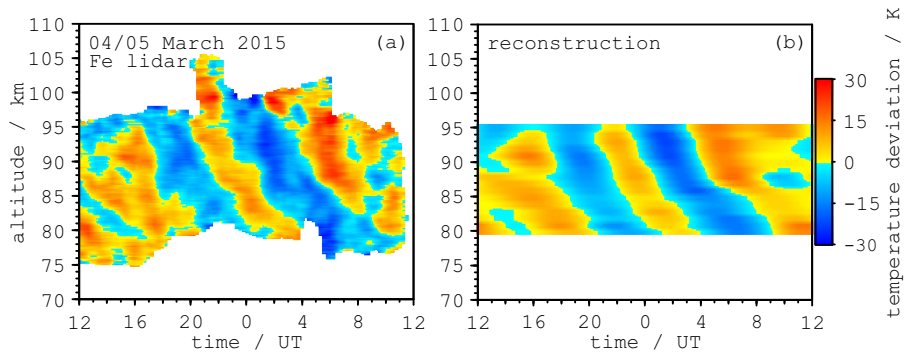 04/05 March 2015 (a)
Fe lidar
110
105
100
95
90
85
80
75
70
altitude / km
12 16 20 0 4 8 12
time / UT
reconstruction (b)
110
105
100
95
90
85
80
75
70
12 16 20 0 4 8 12
time / UT
30
15
0
−15
−30
temperature deviation / K